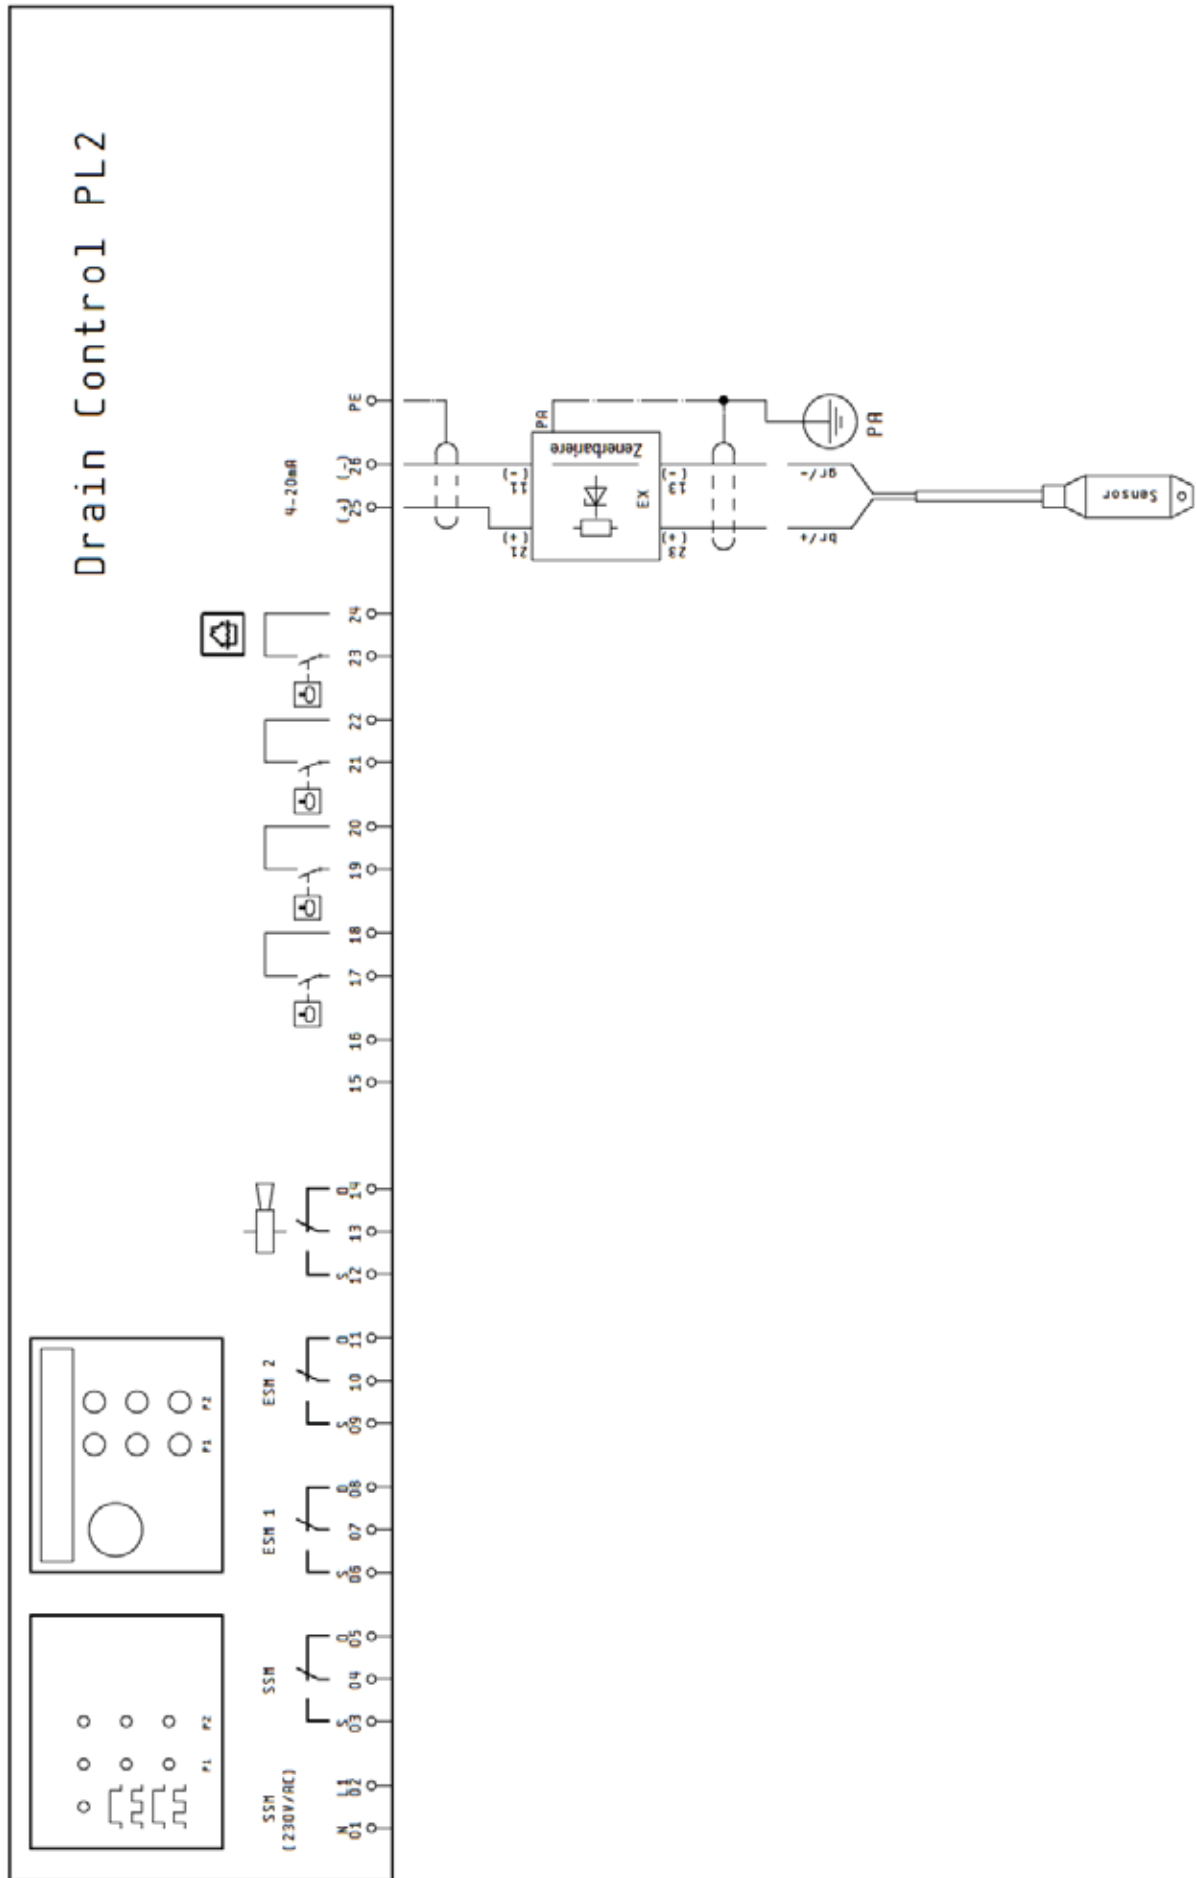 Drain Control PL2
P1 P2
P1 P2
SSM
(230V/AC)
SSM
ESM 1
ESM 2
4-20mA
N L1 S O S O S O S O (+) (-)
01 02 03 04 05 06 07 08 09 10 11 12 13 14 15 16 17 18 19 20 21 22 23 24 25 26 PE
21 (+)
11 (-)
PA
Zenerbariere
EX
23 (+)
13 (-)
br/+
gr/-
PA
Sensor